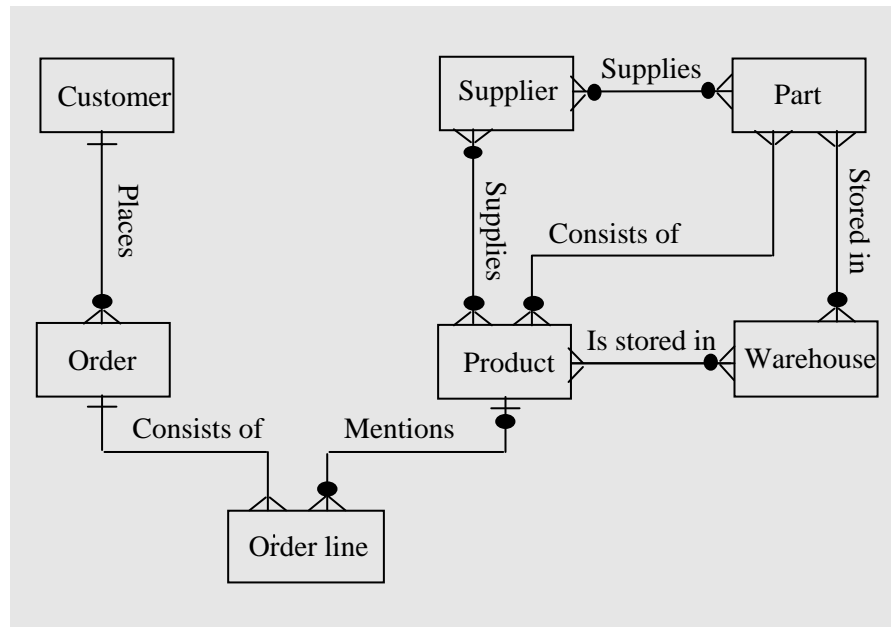 Customer
Supplier
Supplies
Part
Places
Supplies
Consists of
Stored in
Order
Product
Is stored in
Warehouse
Consists of
Mentions
Order line